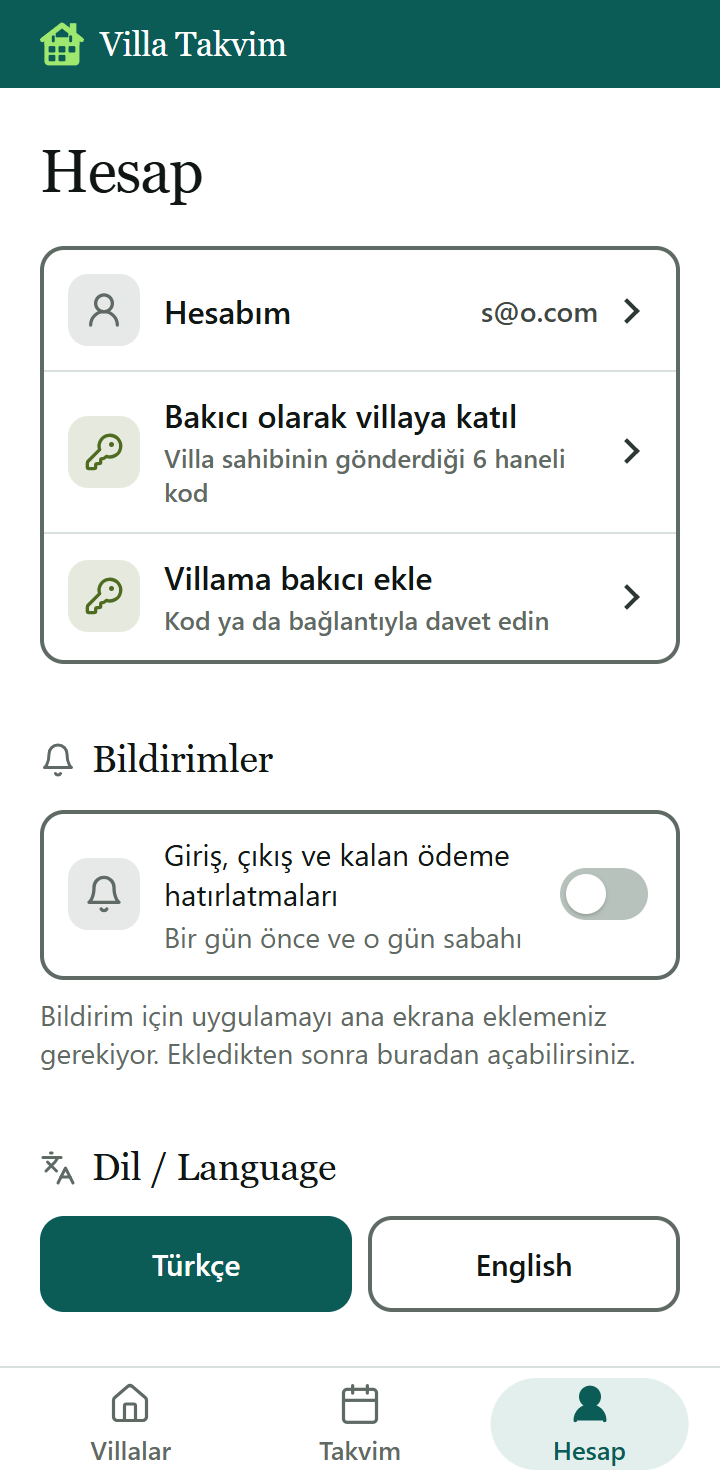 Villa Takvim
Hesap
Hesabım
s@o.com
Bakıcı olarak villaya katıl
Villa sahibinin gönderdiği 6 haneli
kod
Villama bakıcı ekle
Kod ya da bağlantıyla davet edin
Bildirimler
Giriş, çıkış ve kalan ödeme
hatırlatmaları
Bir gün önce ve o gün sabahı
Bildirim için uygulamayı ana ekrana eklemeniz
gerekiyor. Ekledikten sonra buradan açabilirsiniz.
Dil / Language
Türkçe
English
Villalar
Takvim
Hesap